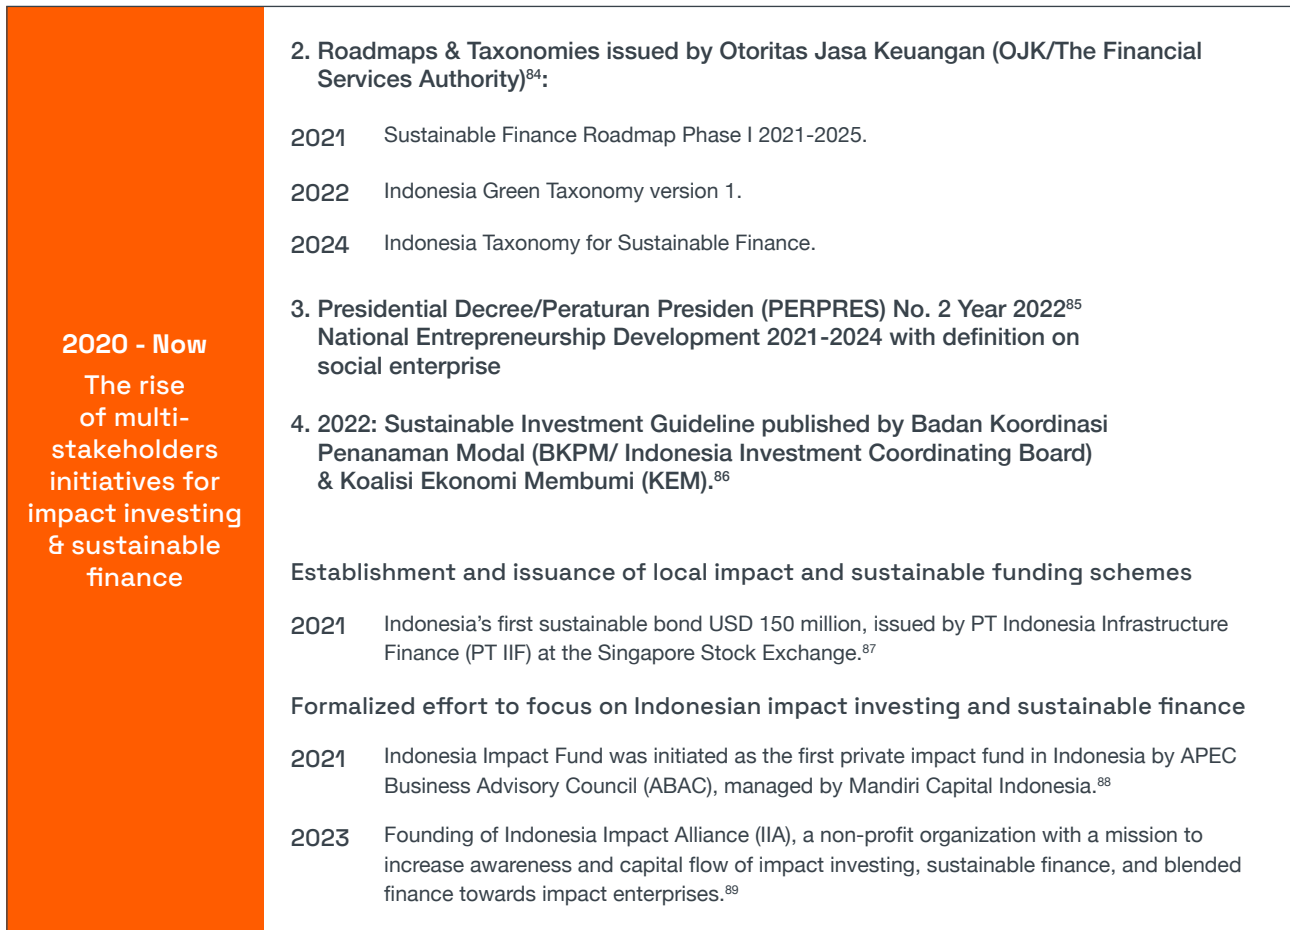 2020 - Now
The rise
of multi-
stakeholders
initiatives for
impact investing
& sustainable
finance
2. Roadmaps & Taxonomies issued by Otoritas Jasa Keuangan (OJK/The Financial
Services Authority)⁸⁴:
2021 Sustainable Finance Roadmap Phase I 2021-2025.
2022 Indonesia Green Taxonomy version 1.
2024 Indonesia Taxonomy for Sustainable Finance.
3. Presidential Decree/Peraturan Presiden (PERPRES) No. 2 Year 2022⁸⁵
National Entrepreneurship Development 2021-2024 with definition on
social enterprise
4. 2022: Sustainable Investment Guideline published by Badan Koordinasi
Penanaman Modal (BKPM/ Indonesia Investment Coordinating Board)
& Koalisi Ekonomi Membumi (KEM).⁸⁶
Establishment and issuance of local impact and sustainable funding schemes
2021 Indonesia’s first sustainable bond USD 150 million, issued by PT Indonesia Infrastructure
Finance (PT IIF) at the Singapore Stock Exchange.⁸⁷
Formalized effort to focus on Indonesian impact investing and sustainable finance
2021 Indonesia Impact Fund was initiated as the first private impact fund in Indonesia by APEC
Business Advisory Council (ABAC), managed by Mandiri Capital Indonesia.⁸⁸
2023 Founding of Indonesia Impact Alliance (IIA), a non-profit organization with a mission to
increase awareness and capital flow of impact investing, sustainable finance, and blended
finance towards impact enterprises.⁸⁹